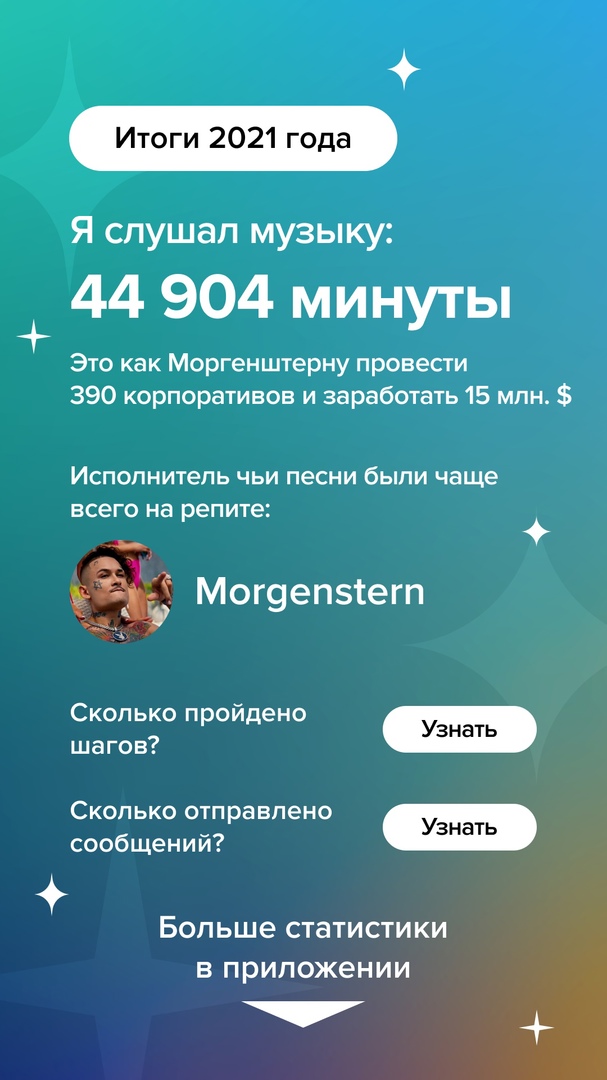 Итоги 2021 года
Я слушал музыку:
44 904 минуты
Это как Моргенштерну провести
390 корпоративов и заработать 15 млн. $
Исполнитель чьи песни были чаще
всего на репите:
Morgenstern
Сколько пройдено
шагов?
Узнать
Сколько отправлено
сообщений?
Узнать
Больше статистики
в приложении